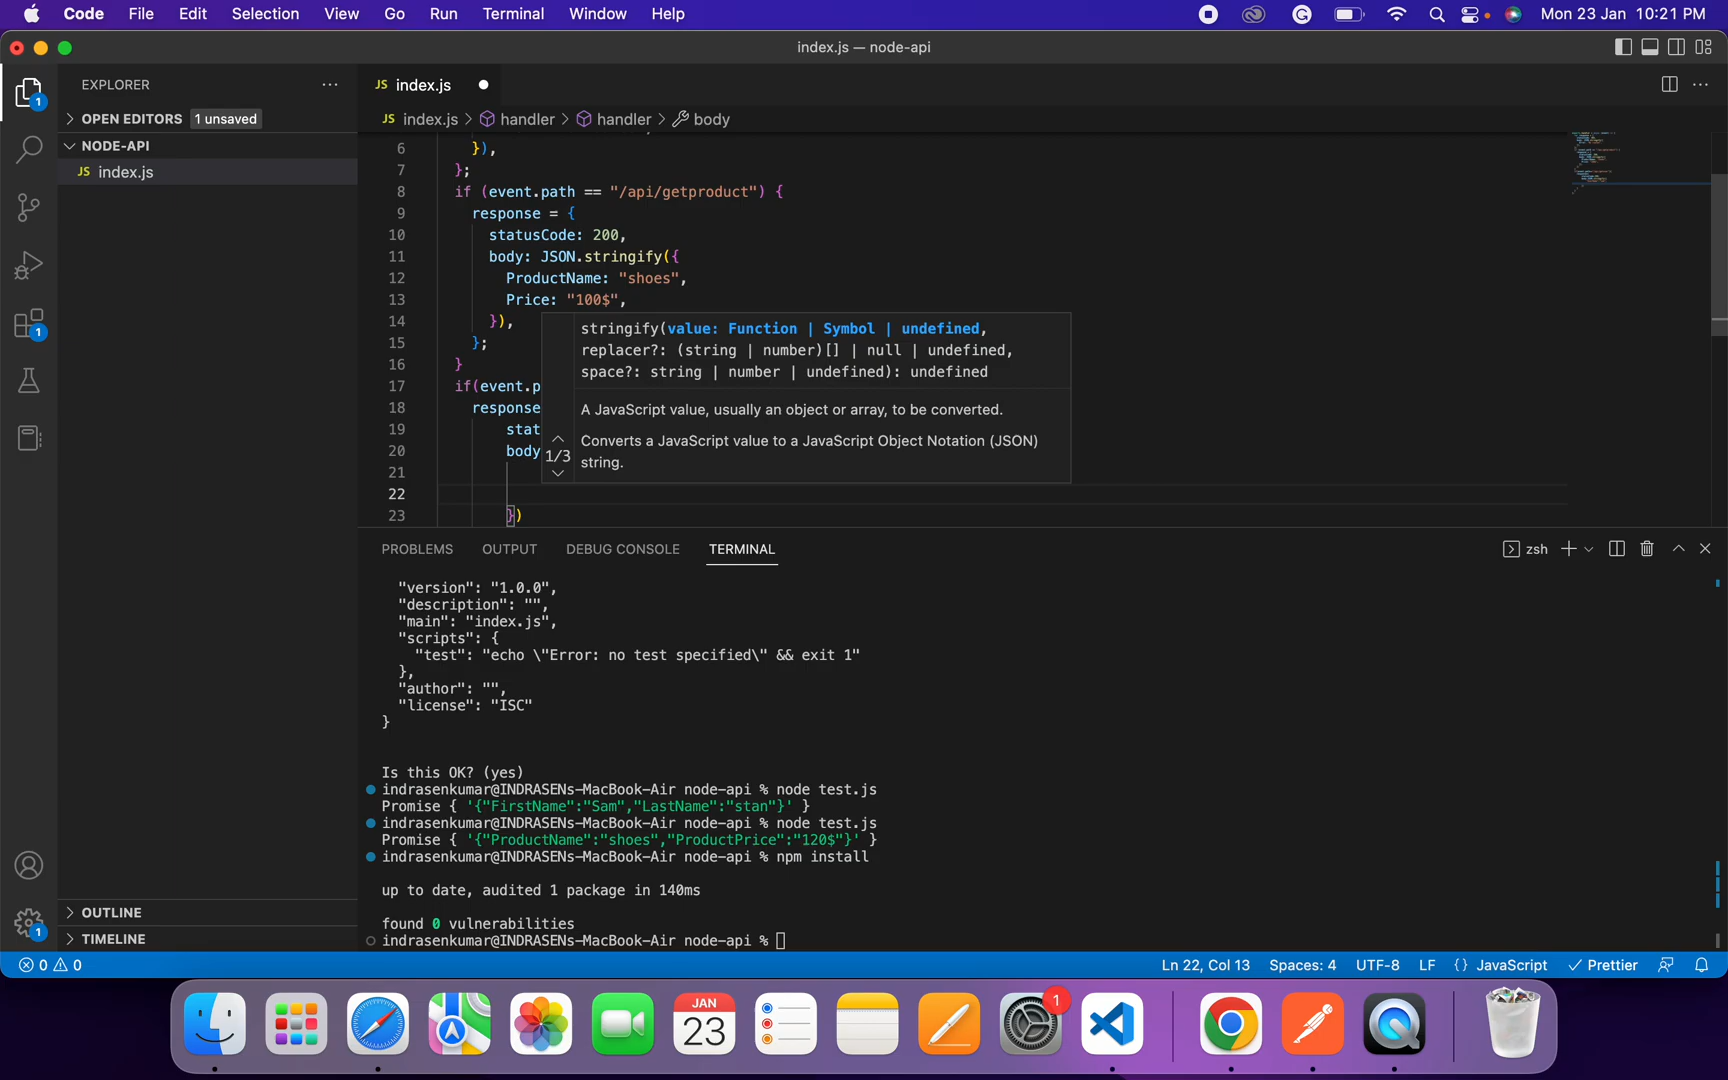 Code File Edit Selection View Go Run Terminal Window Help Mon 23 Jan 10:21 PM
index.js — node-api
EXPLORER
JS index.js
OPEN EDITORS 1 unsaved
JS index.js > handler > handler > body
NODE-API
JS index.js
6 }),
7 };
8 if (event.path == "/api/getproduct") {
9 response = {
10 statusCode: 200,
11 body: JSON.stringify({
12 ProductName: "shoes",
13 Price: "100$",
14 }),
15 };
16 }
17 if(event.p
18 response
19 stat
20 body
21
22
23 })
stringify(value: Function | Symbol | undefined,
replacer?: (string | number)[] | null | undefined,
space?: string | number | undefined): undefined
A JavaScript value, usually an object or array, to be converted.
1/3
Converts a JavaScript value to a JavaScript Object Notation (JSON)
string.
PROBLEMS OUTPUT DEBUG CONSOLE TERMINAL zsh
"version": "1.0.0",
"description": "",
"main": "index.js",
"scripts": {
"test": "echo \"Error: no test specified\" && exit 1"
},
"author": "",
"license": "ISC"
}
Is this OK? (yes)
indrasenkumar@INDRASENs-MacBook-Air node-api % node test.js
Promise { '{"FirstName":"Sam","LastName":"stan"}' }
indrasenkumar@INDRASENs-MacBook-Air node-api % node test.js
Promise { '{"ProductName":"shoes","ProductPrice":"120$"}' }
indrasenkumar@INDRASENs-MacBook-Air node-api % npm install
up to date, audited 1 package in 140ms
found 0 vulnerabilities
indrasenkumar@INDRASENs-MacBook-Air node-api %
OUTLINE
TIMELINE
0 0
Ln 22, Col 13 Spaces: 4 UTF-8 LF {} JavaScript Prettier
1
1
1
JAN
23
1